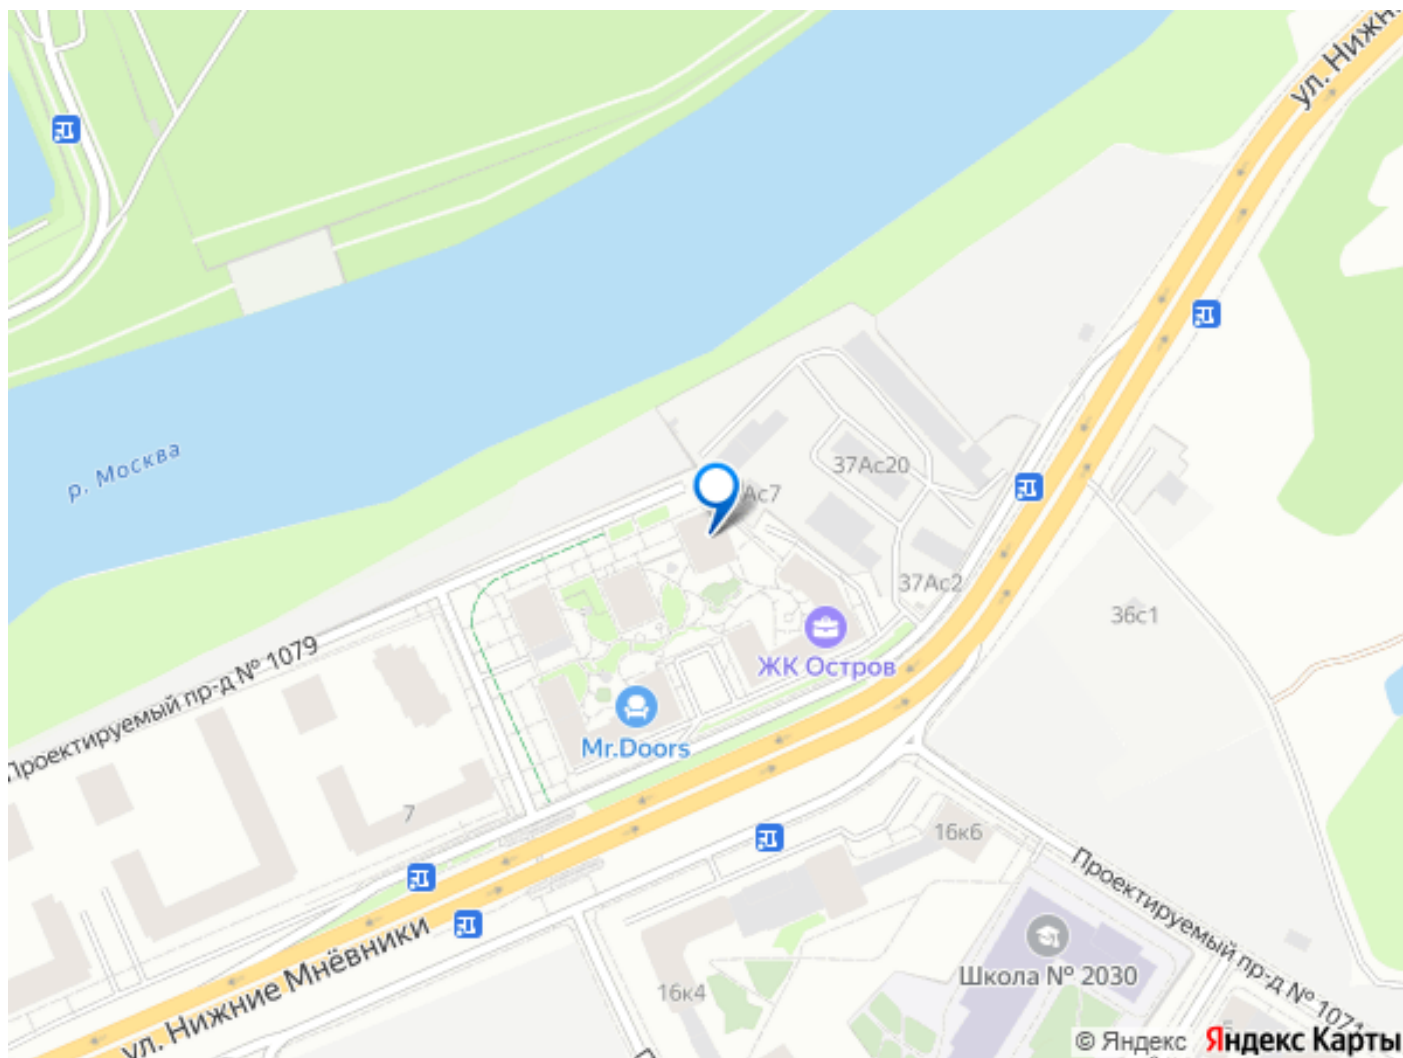 ул. Нижн
р. Москва
37Ас20
Ас7
37Ас2
36с1
ЖК Остров
Проектируемый пр-д № 1079
Mr.Doors
7
16к6
Проектируемый пр-д № 1071
ул. Нижние Мнёвники
Школа № 2030
16к4
© Яндекс Яндекс Карты